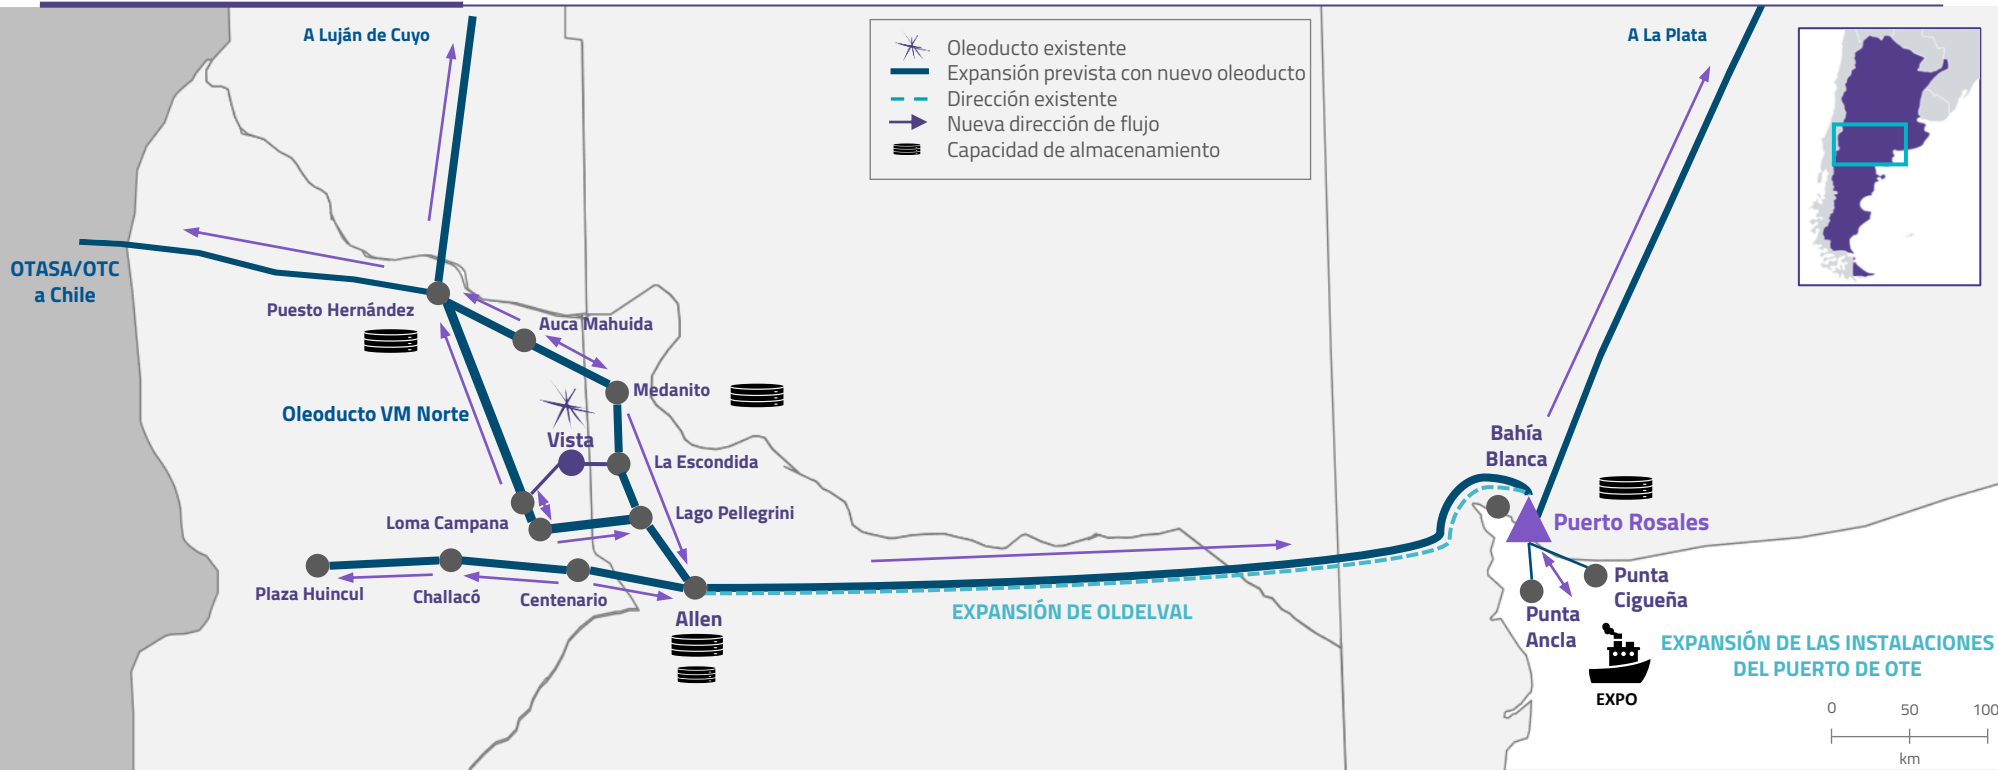 A Luján de Cuyo
Oleoducto existente
Expansión prevista con nuevo oleoducto
Dirección existente
Nueva dirección de flujo
Capacidad de almacenamiento
A La Plata
OTASA/OTC
a Chile
Puesto Hernández
Auca Mahuida
Medanito
Oleoducto VM Norte
Vista
La Escondida
Loma Campana
Lago Pellegrini
Plaza Huincul
Challacó
Centenario
Allen
EXPANSIÓN DE OLDELVAL
Bahía
Blanca
Puerto Rosales
Punta
Cigueña
Punta
Ancla
EXPO
EXPANSIÓN DE LAS INSTALACIONES
DEL PUERTO DE OTE
0 50 100
km